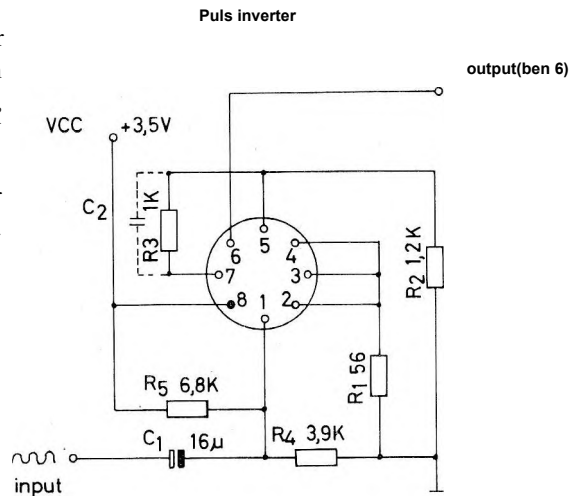 Puls inverter
output(ben 6)
VCC +3,5V
C2
1K
R3
6
5
4
7
3
8
1
2
R2 1,2 K
R5 6,8K
R1 56
C1 16µ
R4 3,9K
input